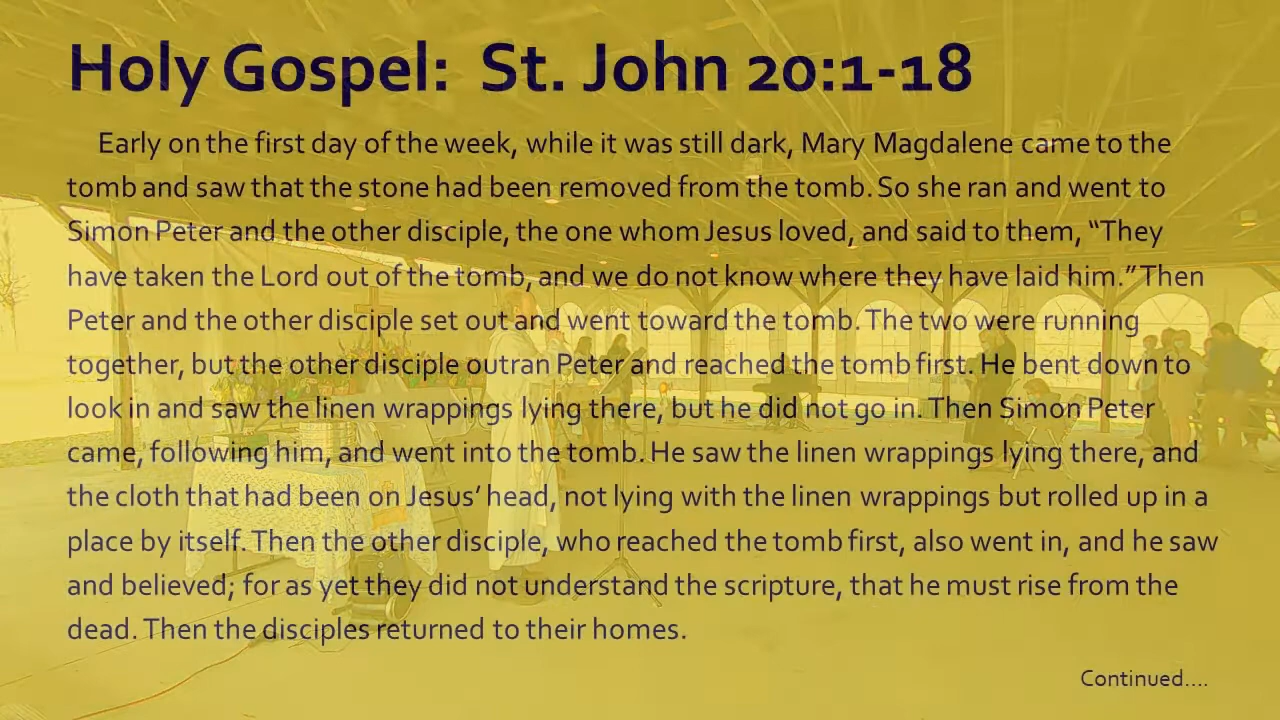 Holy Gospel:  St. John 20:1-18
Early on the first day of the week, while it was still dark, Mary Magdalene came to the
tomb and saw that the stone had been removed from the tomb. So she ran and went to
Simon Peter and the other disciple, the one whom Jesus loved, and said to them, “They
have taken the Lord out of the tomb, and we do not know where they have laid him.” Then
Peter and the other disciple set out and went toward the tomb. The two were running
together, but the other disciple outran Peter and reached the tomb first. He bent down to
look in and saw the linen wrappings lying there, but he did not go in. Then Simon Peter
came, following him, and went into the tomb. He saw the linen wrappings lying there, and
the cloth that had been on Jesus’ head, not lying with the linen wrappings but rolled up in a
place by itself. Then the other disciple, who reached the tomb first, also went in, and he saw
and believed; for as yet they did not understand the scripture, that he must rise from the
dead. Then the disciples returned to their homes.
Continued....